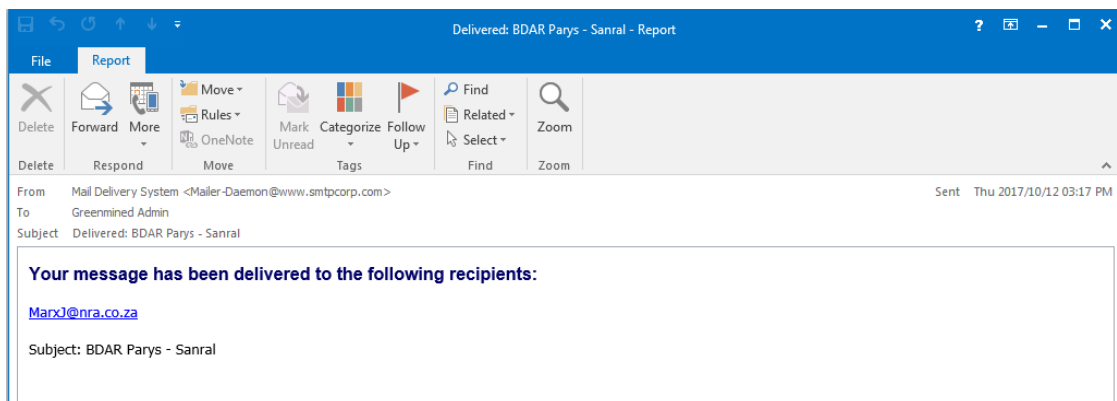 Delivered: BDAR Parys - Sanral - Report
?
File Report
Delete
Forward
More
Move
Rules
OneNote
Mark Unread
Categorize
Follow Up
Find
Related
Select
Zoom
Delete Respond Move Tags Find Zoom
From Mail Delivery System <Mailer-Daemon@www.smtpcorp.com> Sent Thu 2017/10/12 03:17 PM
To Greenmined Admin
Subject Delivered: BDAR Parys - Sanral
Your message has been delivered to the following recipients:
MarxJ@nra.co.za
Subject: BDAR Parys - Sanral